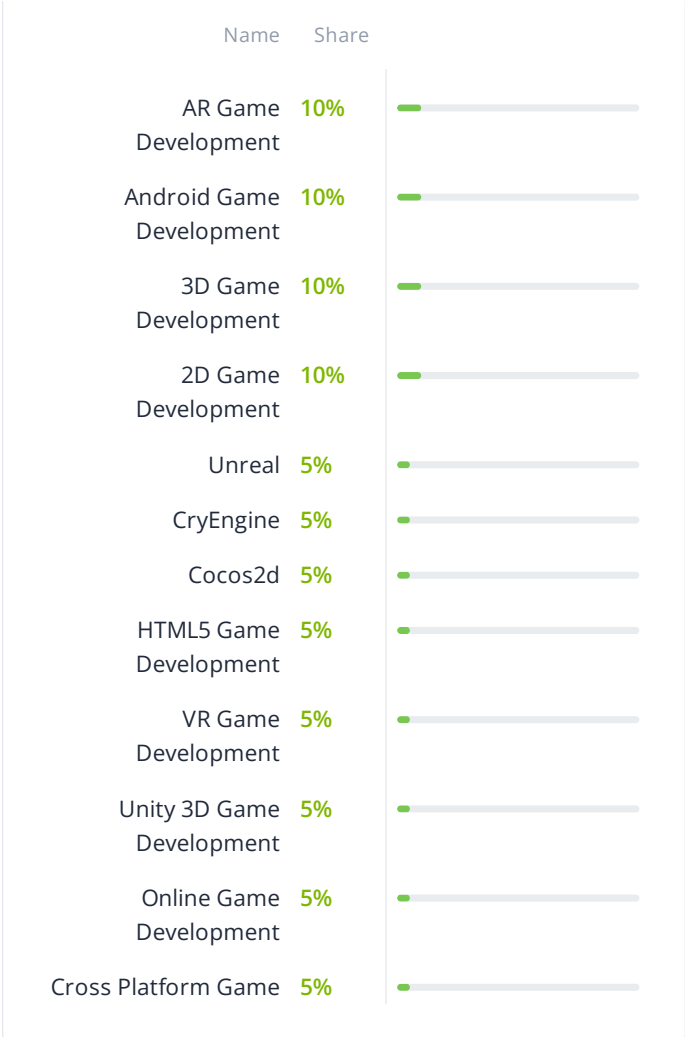 Name Share
AR Game 10%
Development
Android Game 10%
Development
3D Game 10%
Development
2D Game 10%
Development
Unreal 5%
CryEngine 5%
Cocos2d 5%
HTML5 Game 5%
Development
VR Game 5%
Development
Unity 3D Game 5%
Development
Online Game 5%
Development
Cross Platform Game 5%